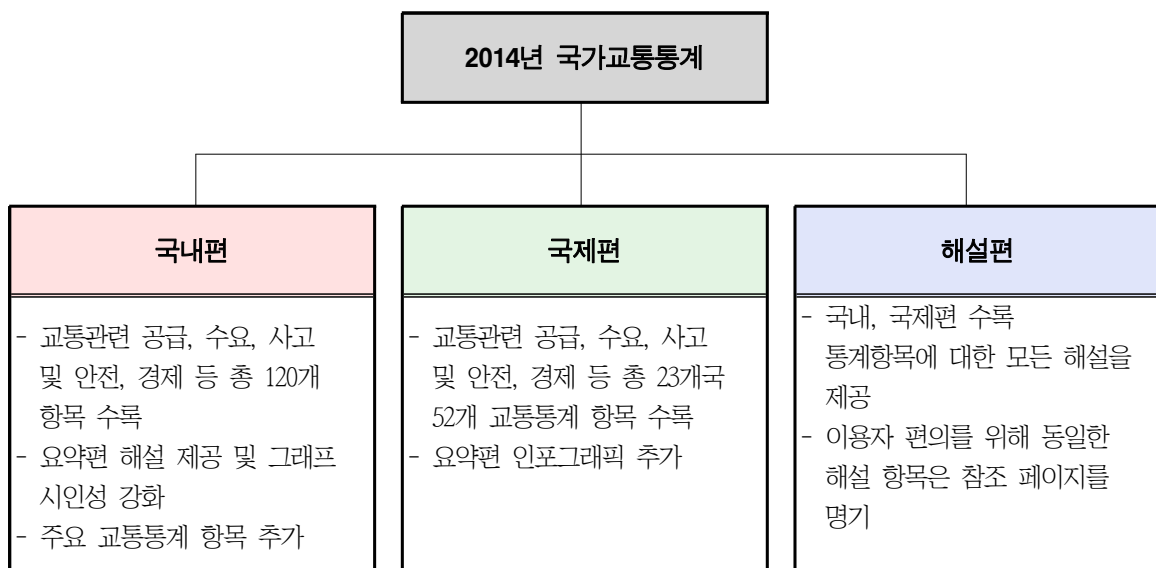 2014년 국가교통통계
국내편
- 교통관련 공급, 수요, 사고
및 안전, 경제 등 총 120개
항목 수록
- 요약편 해설 제공 및 그래프
시인성 강화
- 주요 교통통계 항목 추가
국제편
- 교통관련 공급, 수요, 사고
및 안전, 경제 등 총 23개국
52개 교통통계 항목 수록
- 요약편 인포그래픽 추가
해설편
- 국내, 국제편 수록
통계항목에 대한 모든 해설을
제공
- 이용자 편의를 위해 동일한
해설 항목은 참조 페이지를
명기